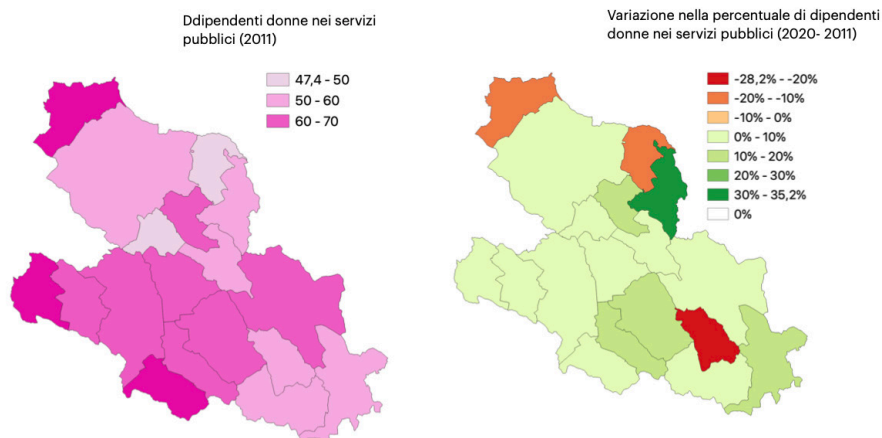 Ddipendenti donne nei servizi
pubblici (2011)
47,4 - 50
50 - 60
60 - 70
Variazione nella percentuale di dipendenti
donne nei servizi pubblici (2020- 2011)
-28,2% - -20%
-20% - -10%
-10% - 0%
0% - 10%
10% - 20%
20% - 30%
30% - 35,2%
0%